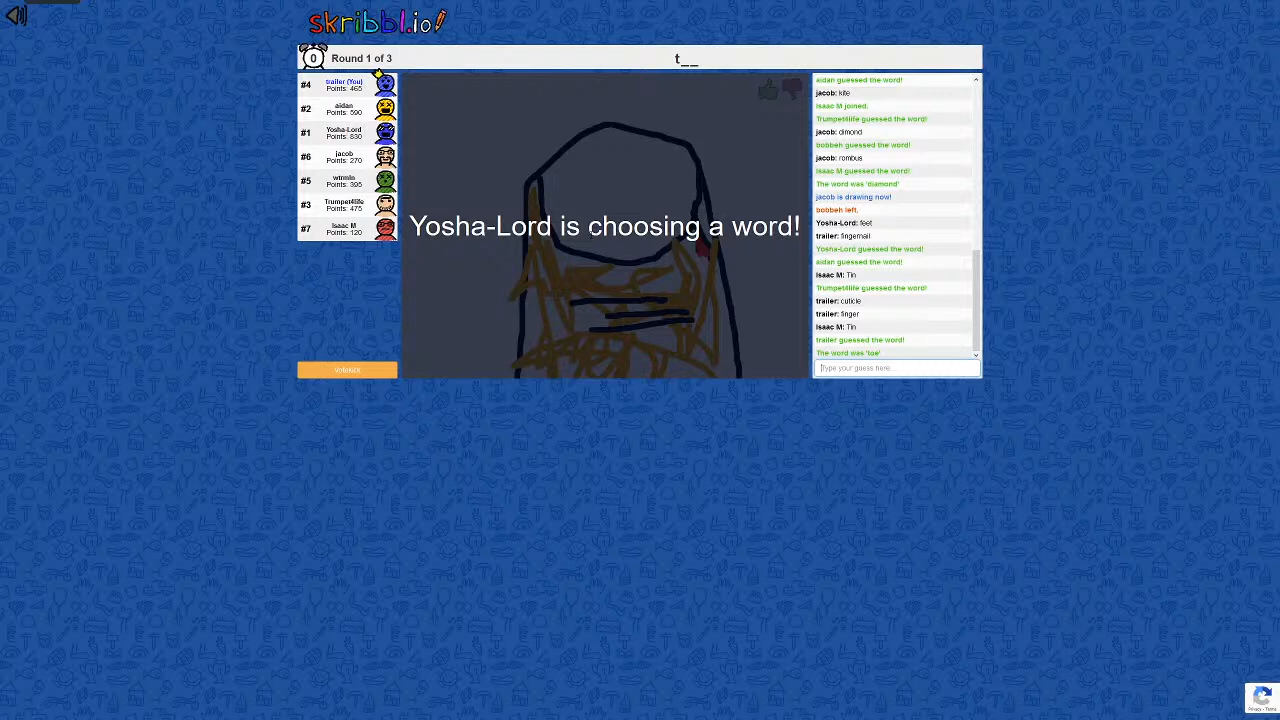 skribbl.io
0
Round 1 of 3
t__
#4
trailer (You)
Points: 465
#2
aidan
Points: 590
#1
Yosha-Lord
Points: 830
#6
jacob
Points: 270
#5
wtrmln
Points: 395
#3
Trumpet4life
Points: 475
#7
Isaac M
Points: 120
Votekick
Yosha-Lord is choosing a word!
aidan guessed the word!
jacob: kite
Isaac M joined.
Trumpet4life guessed the word!
jacob: dimond
bobbeh guessed the word!
jacob: rombus
Isaac M guessed the word!
The word was 'diamond'
jacob is drawing now!
bobbeh left.
Yosha-Lord: feet
trailer: fingernail
Yosha-Lord guessed the word!
aidan guessed the word!
Isaac M: Tin
Trumpet4life guessed the word!
trailer: cuticle
trailer: finger
Isaac M: Tin
trailer guessed the word!
The word was 'toe'
Type your guess here...
Privacy - Terms